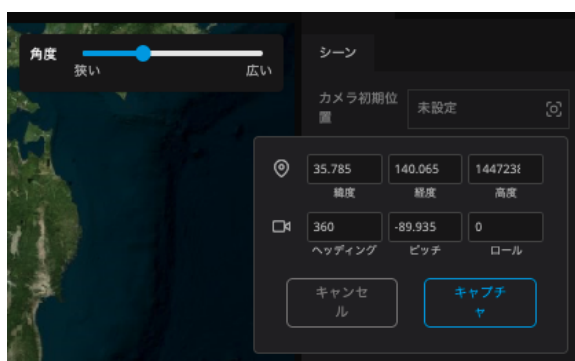 角度
狭い 広い
シーン
カメラ初期位
置
未設定
35.785 140.065 1447238
緯度 経度 高度
360 -89.935 0
ヘッディング ピッチ ロール
キャンセ
ル
キャプチ
ャ